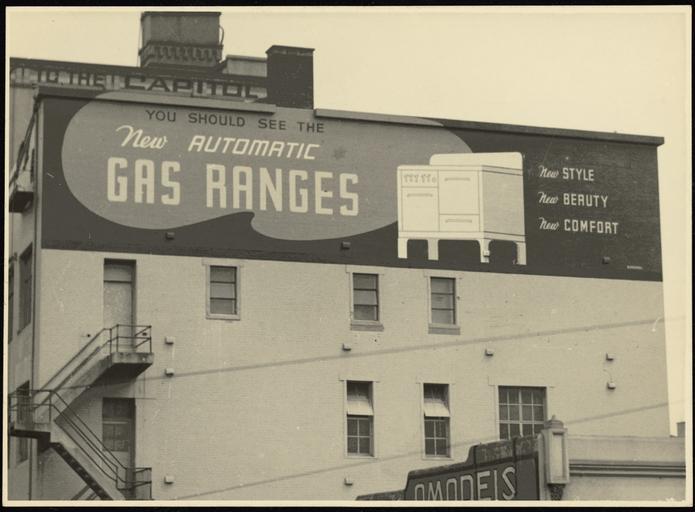 TO THE CAPITOL
YOU SHOULD SEE THE
New AUTOMATIC
GAS RANGES
New STYLE
New BEAUTY
New COMFORT
OMODEIS